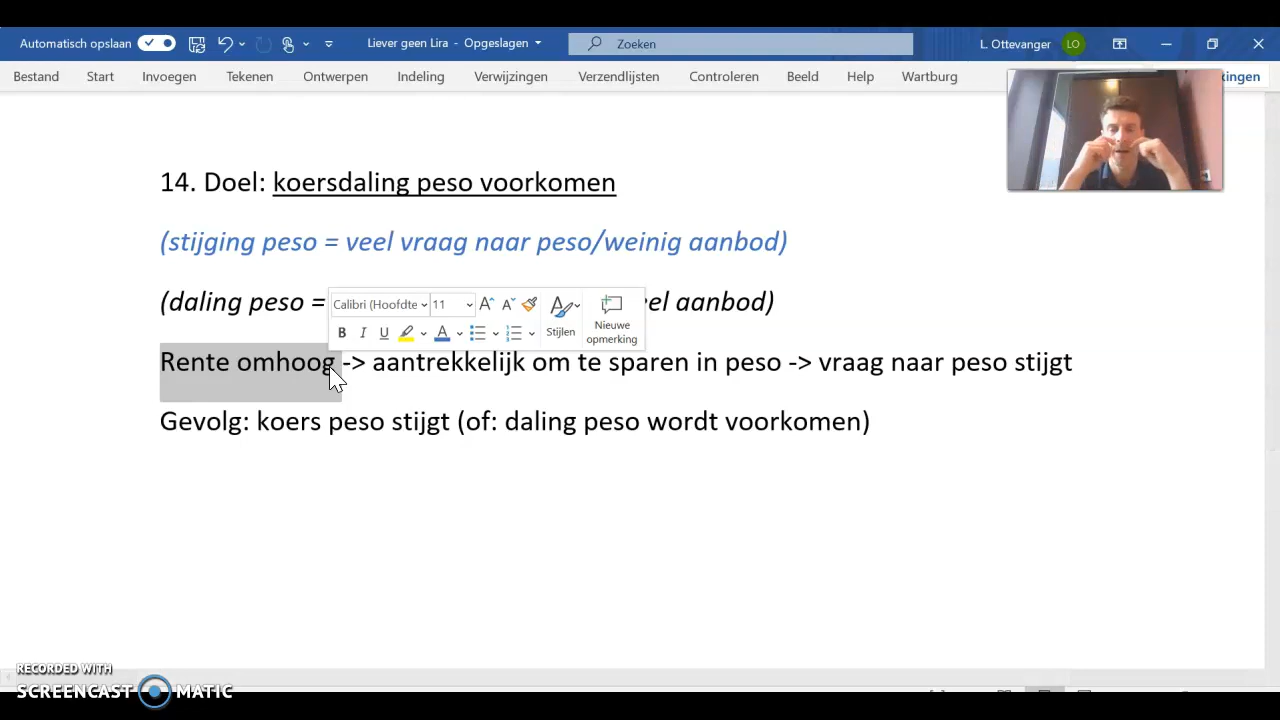 Automatisch opslaan Liever geen Lira - Opgeslagen Zoeken L. Ottevanger LO
Bestand Start Invoegen Tekenen Ontwerpen Indeling Verwijzingen Verzendlijsten Controleren Beeld Help Wartburg
14. Doel: koersdaling peso voorkomen
(stijging peso = veel vraag naar peso/weinig aanbod)
(daling peso = aanbod)
Calibri (Hoofdte 11 Stijlen Nieuwe opmerking
Rente omhoog -> aantrekkelijk om te sparen in peso -> vraag naar peso stijgt
Gevolg: koers peso stijgt (of: daling peso wordt voorkomen)
RECORDED WITH
SCREENCAST MATIC